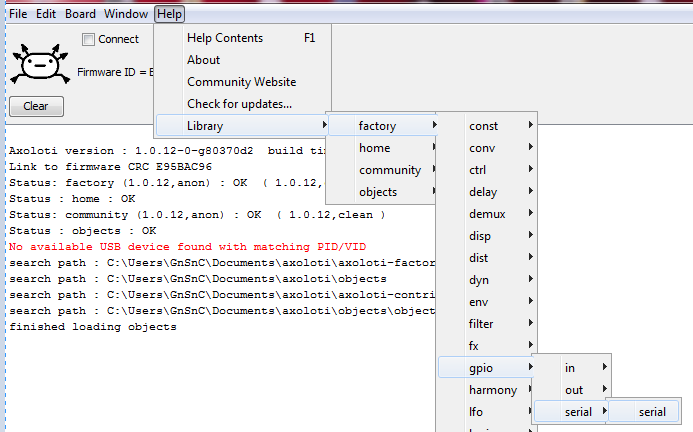 File Edit Board Window Help
Connect
Firmware ID =
Clear
Help Contents F1
About
Community Website
Check for updates...
Library
factory
home
community
objects
const
conv
ctrl
delay
demux
disp
dist
dyn
env
filter
fx
gpio
harmony
lfo
in
out
serial
serial
Axoloti version : 1.0.12-0-g80370d2 build
Link to firmware CRC E95BAC96
Status: factory (1.0.12,anon) : OK ( 1.0.12,
Status : home : OK
Status: community (1.0.12,anon) : OK ( 1.0.12,clean )
Status : objects : OK
No available USB device found with matching PID/VID
search path : C:\Users\GnSnC\Documents\axoloti\axoloti-factor
search path : C:\Users\GnSnC\Documents\axoloti\objects
search path : C:\Users\GnSnC\Documents\axoloti\axoloti-contri
search path : C:\Users\GnSnC\Documents\axoloti\objects\object
finished loading objects